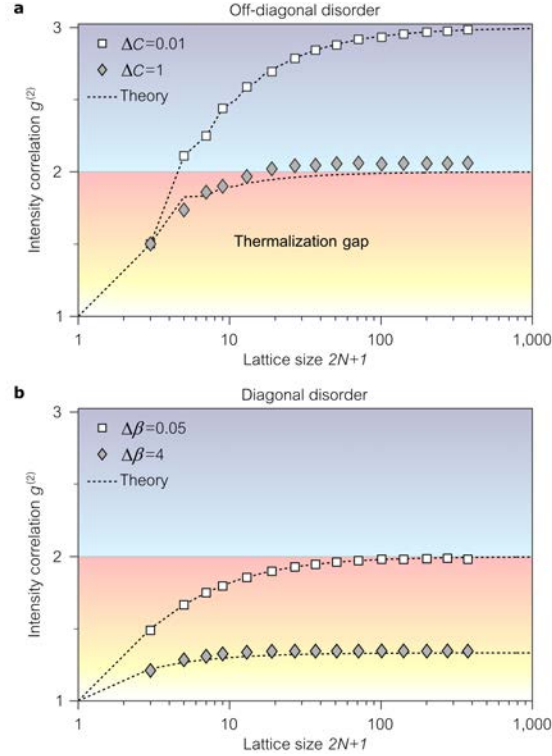 a
Off-diagonal disorder
3
2
1
Intensity correlation g(2)
ΔC=0.01
ΔC=1
Theory
Thermalization gap
1
10
100
1,000
Lattice size 2N+1
b
Diagonal disorder
3
2
1
Intensity correlation g(2)
Δβ=0.05
Δβ=4
Theory
1
10
100
1,000
Lattice size 2N+1